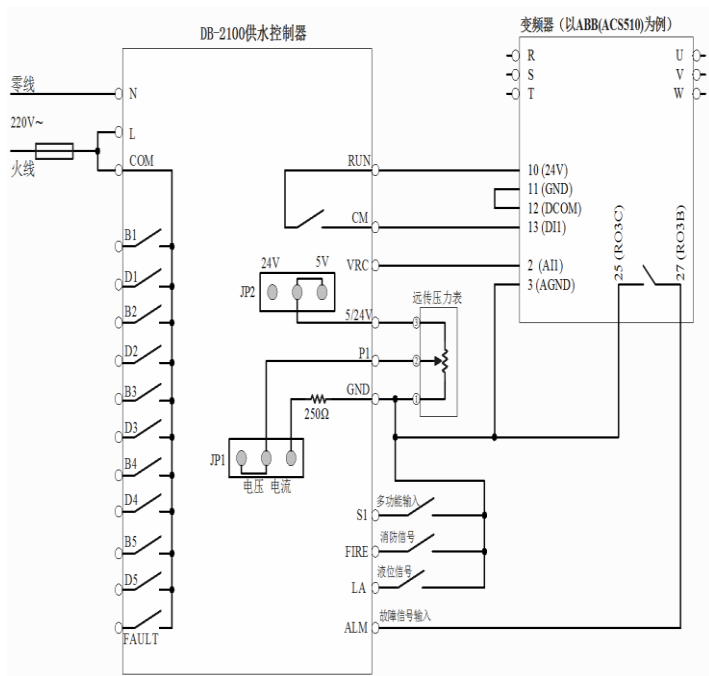 DB-2100供水控制器
变频器（以ABB(ACS510)为例）
零线
N
220V~
L
火线
COM
B1
D1
B2
D2
B3
D3
B4
D4
B5
D5
FAULT
RUN
CM
VRC
24V
5V
JP2
5/24V
P1
GND
250Ω
JP1
电压 电流
S1
多功能输入
FIRE
消防信号
LA
液位信号
ALM
故障信号输入
远传压力表
3
2
1
R
S
T
U
V
W
10 (24V)
11 (GND)
12 (DCOM)
13 (DI1)
2 (AI1)
3 (AGND)
25 (RO3C)
27 (RO3B)